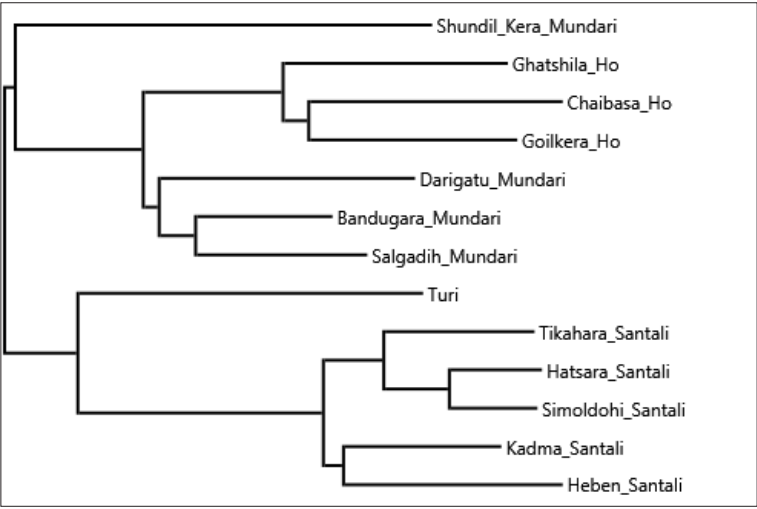 Shundil_Kera_Mundari
Ghatshila_Ho
Chaibasa_Ho
Goilkera_Ho
Darigatu_Mundari
Bandugara_Mundari
Salgadih_Mundari
Turi
Tikahara_Santali
Hatsara_Santali
Simoldohi_Santali
Kadma_Santali
Heben_Santali